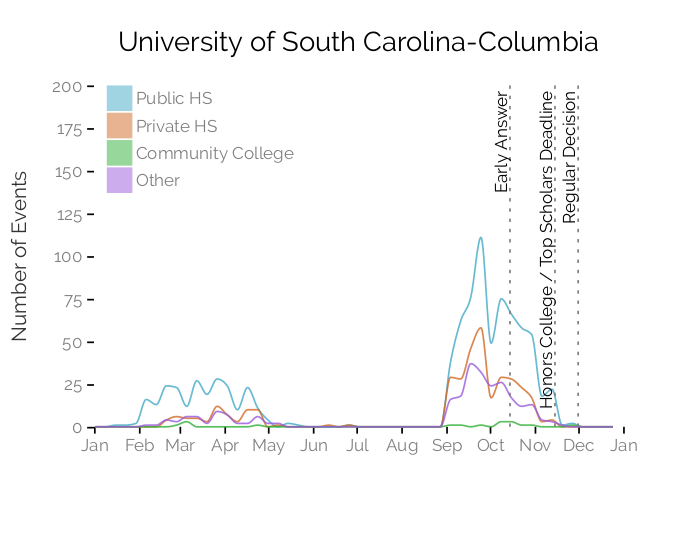 University of South Carolina-Columbia
Number of Events
200
175
150
125
100
75
50
25
0
Public HS
Private HS
Community College
Other
Early Answer
Honors College / Top Scholars Deadline
Regular Decision
Jan Feb Mar Apr May Jun Jul Aug Sep Oct Nov Dec Jan